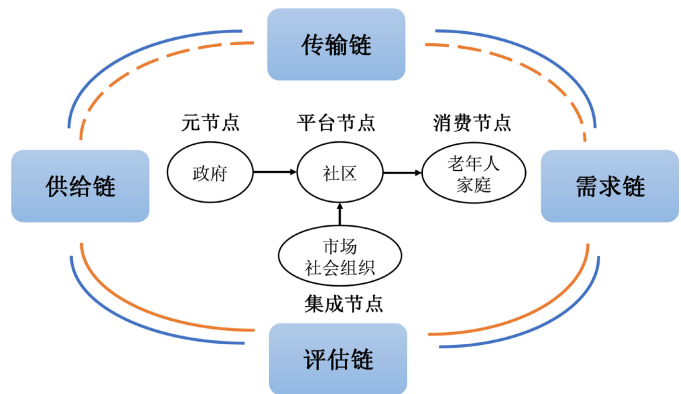 传输链
元节点
平台节点
消费节点
供给链
政府
社区
老年人
家庭
需求链
市场
社会组织
集成节点
评估链